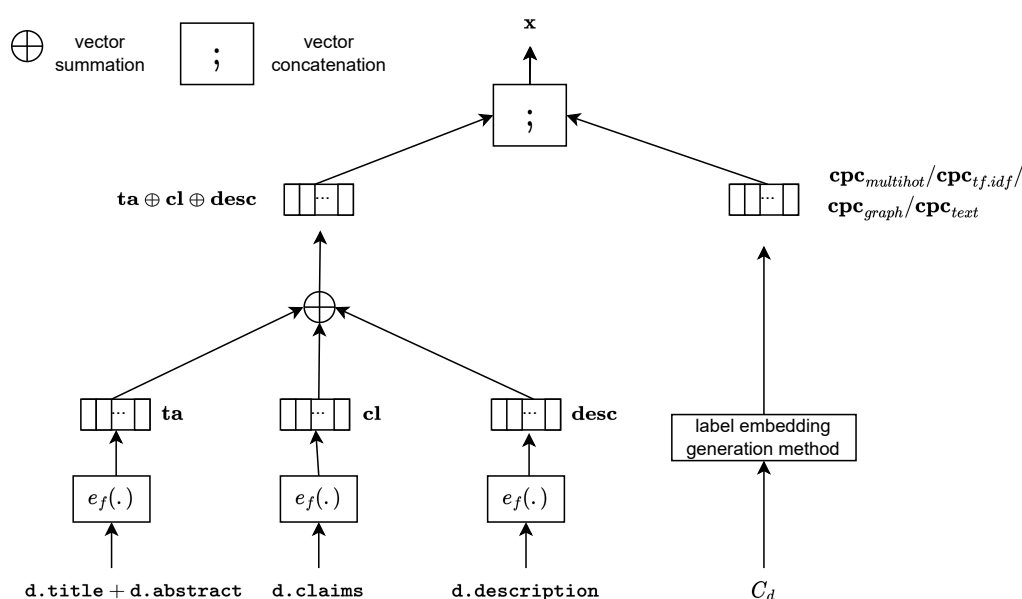 x
vector
summation
;
vector
concatenation
;
ta ⊕ cl ⊕ desc
...
...
cpc_multihot/cpc_tf.idf/
cpc_graph/cpc_text
...
ta
...
cl
...
desc
label embedding
generation method
e_f(.)
e_f(.)
e_f(.)
d.title + d.abstract
d.claims
d.description
C_d